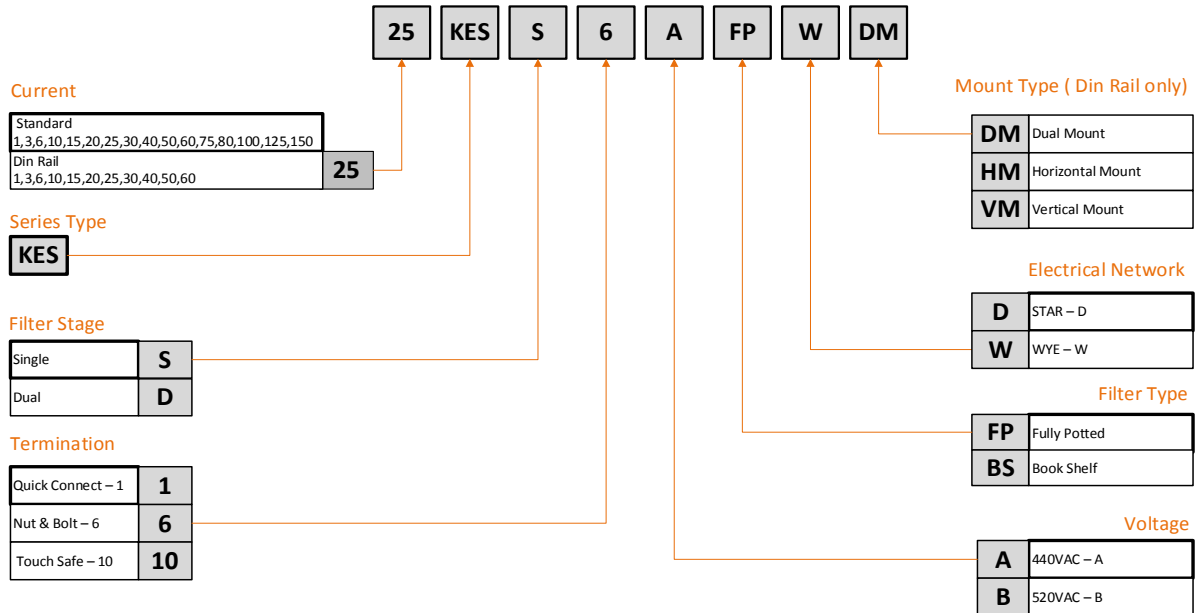 25 KES S 6 A FP W DM
Current
Standard
1,3,6,10,15,20,25,30,40,50,60,75,80,100,125,150
Din Rail
1,3,6,10,15,20,25,30,40,50,60
25
Series Type
KES
Filter Stage
Single S
Dual D
Termination
Quick Connect – 1 1
Nut & Bolt – 6 6
Touch Safe – 10 10
Mount Type ( Din Rail only)
DM Dual Mount
HM Horizontal Mount
VM Vertical Mount
Electrical Network
D STAR – D
W WYE – W
Filter Type
FP Fully Potted
BS Book Shelf
Voltage
A 440VAC – A
B 520VAC – B